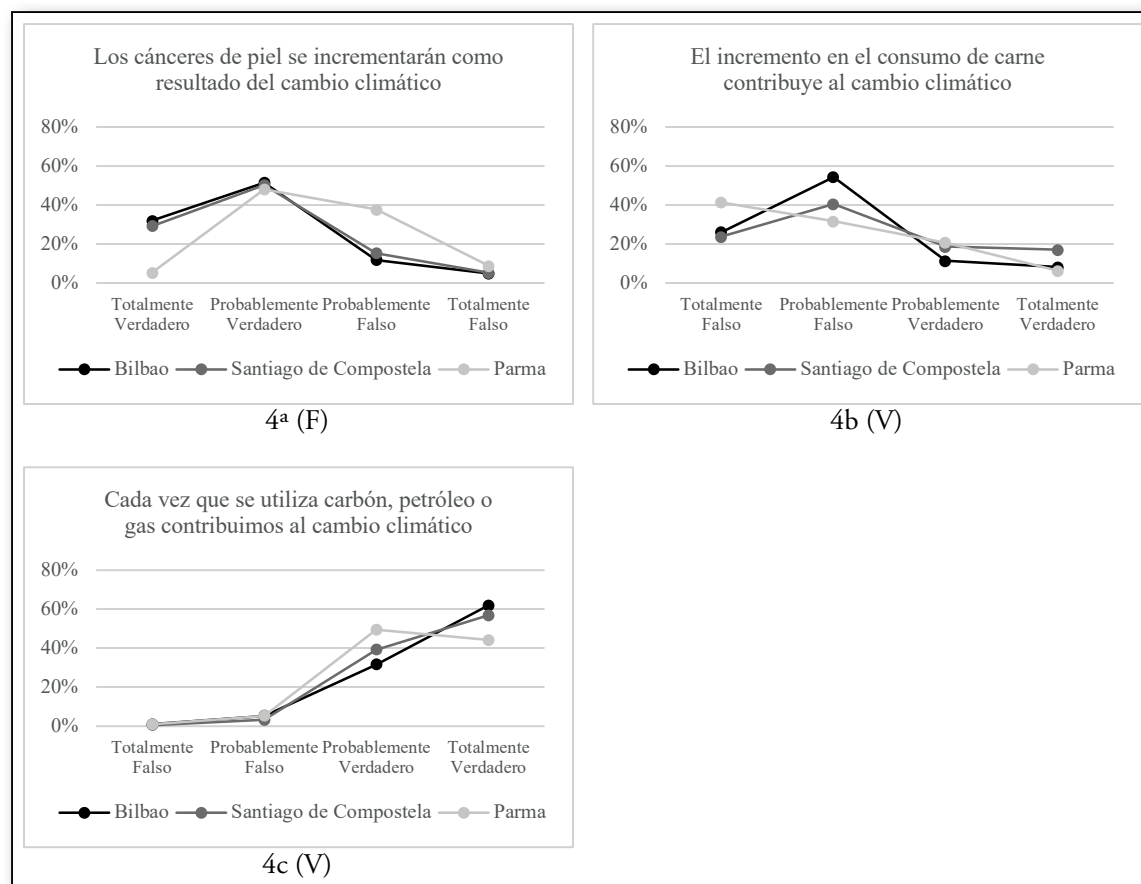 Los cánceres de piel se incrementarán como
resultado del cambio climático
80%
60%
40%
20%
0%
Totalmente Verdadero
Probablemente Verdadero
Probablemente Falso
Totalmente Falso
Bilbao
Santiago de Compostela
Parma
4ª (F)
El incremento en el consumo de carne
contribuye al cambio climático
80%
60%
40%
20%
0%
Totalmente Falso
Probablemente Falso
Probablemente Verdadero
Totalmente Verdadero
Bilbao
Santiago de Compostela
Parma
4b (V)
Cada vez que se utiliza carbón, petróleo o
gas contribuimos al cambio climático
80%
60%
40%
20%
0%
Totalmente Falso
Probablemente Falso
Probablemente Verdadero
Totalmente Verdadero
Bilbao
Santiago de Compostela
Parma
4c (V)